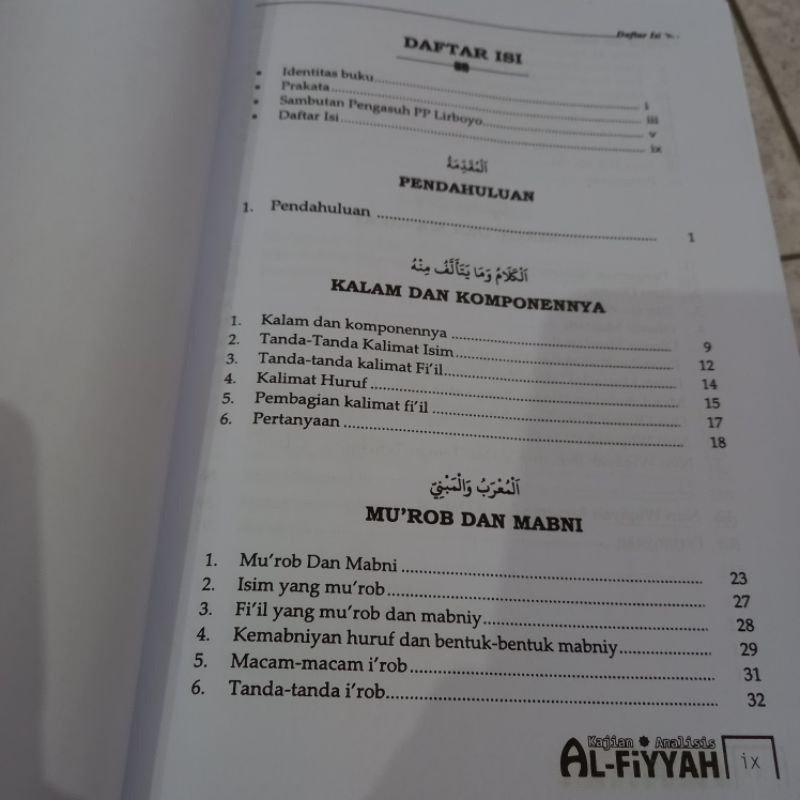 Daftar Isi
DAFTAR ISI
• Identitas buku.......... i
• Prakata.......... iii
• Sambutan Pengasuh PP Lirboyo.......... v
• Daftar Isi.......... ix
اَلْمُقَدِّمَةُ
PENDAHULUAN
1. Pendahuluan .......... 1
اَلْكَلَامُ وَمَا يَتَأَلَّفُ مِنْهُ
KALAM DAN KOMPONENNYA
1. Kalam dan komponennya .......... 9
2. Tanda-Tanda Kalimat Isim.......... 12
3. Tanda-tanda kalimat Fi'il.......... 14
4. Kalimat Huruf .......... 15
5. Pembagian kalimat fi'il .......... 17
6. Pertanyaan .......... 18
اَلْمُعْرَبُ وَالْمَبْنِيّ
MU'ROB DAN MABNI
1. Mu'rob Dan Mabni .......... 23
2. Isim yang mu'rob.......... 27
3. Fi'il yang mu'rob dan mabniy.......... 28
4. Kemabniyan huruf dan bentuk-bentuk mabniy.......... 29
5. Macam-macam i'rob.......... 31
6. Tanda-tanda i'rob.......... 32
Kajian Analisis
AL-FiYYAH ix